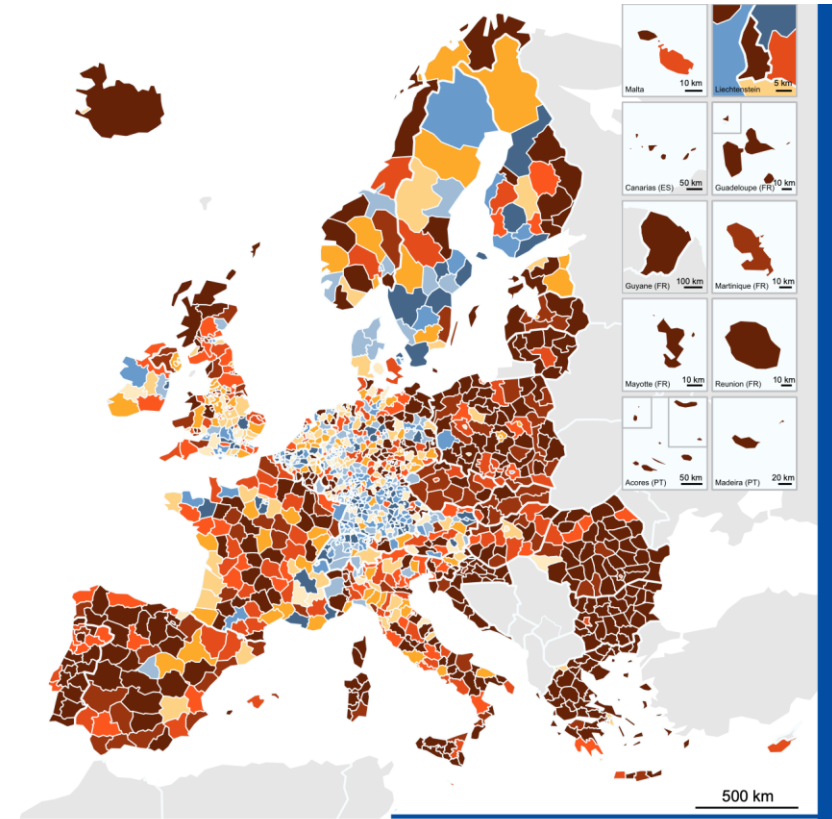 Malta
10 km
Liechtenstein
5 km
Canarias (ES)
50 km
Guadeloupe (FR)
10 km
Guyane (FR)
100 km
Martinique (FR)
10 km
Mayotte (FR)
10 km
Reunion (FR)
10 km
Acores (PT)
50 km
Madeira (PT)
20 km
500 km